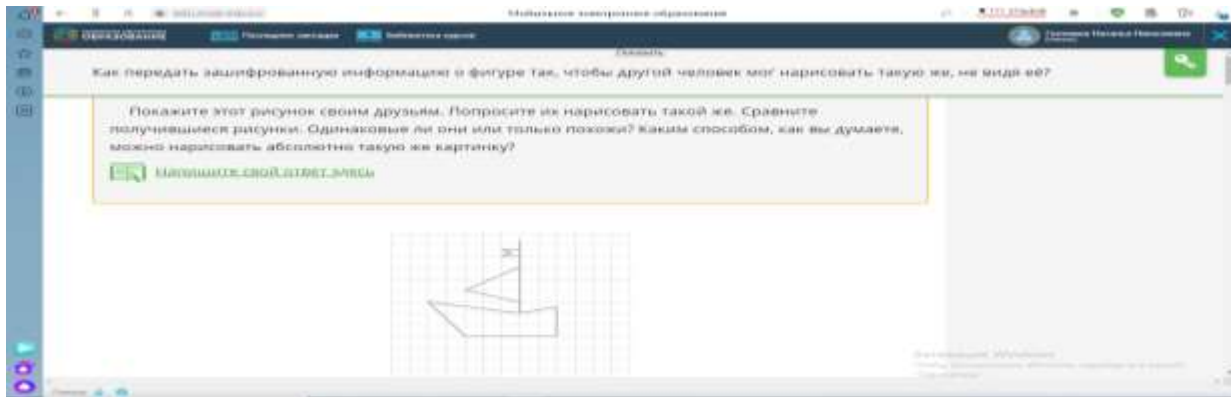 Мобильное электронное образование
ОБРАЗОВАНИЕ
Библиотека курсов
Показать
Как передать зашифрованную информацию о фигуре так, чтобы другой человек мог нарисовать такую же, не видя её?
Покажите этот рисунок своим друзьям. Попросите их нарисовать такой же. Сравните
получившиеся рисунки. Одинаковые ли они или только похожи? Каким способом, как вы думаете,
можно нарисовать абсолютно такую же картинку?
Напишите свой ответ здесь